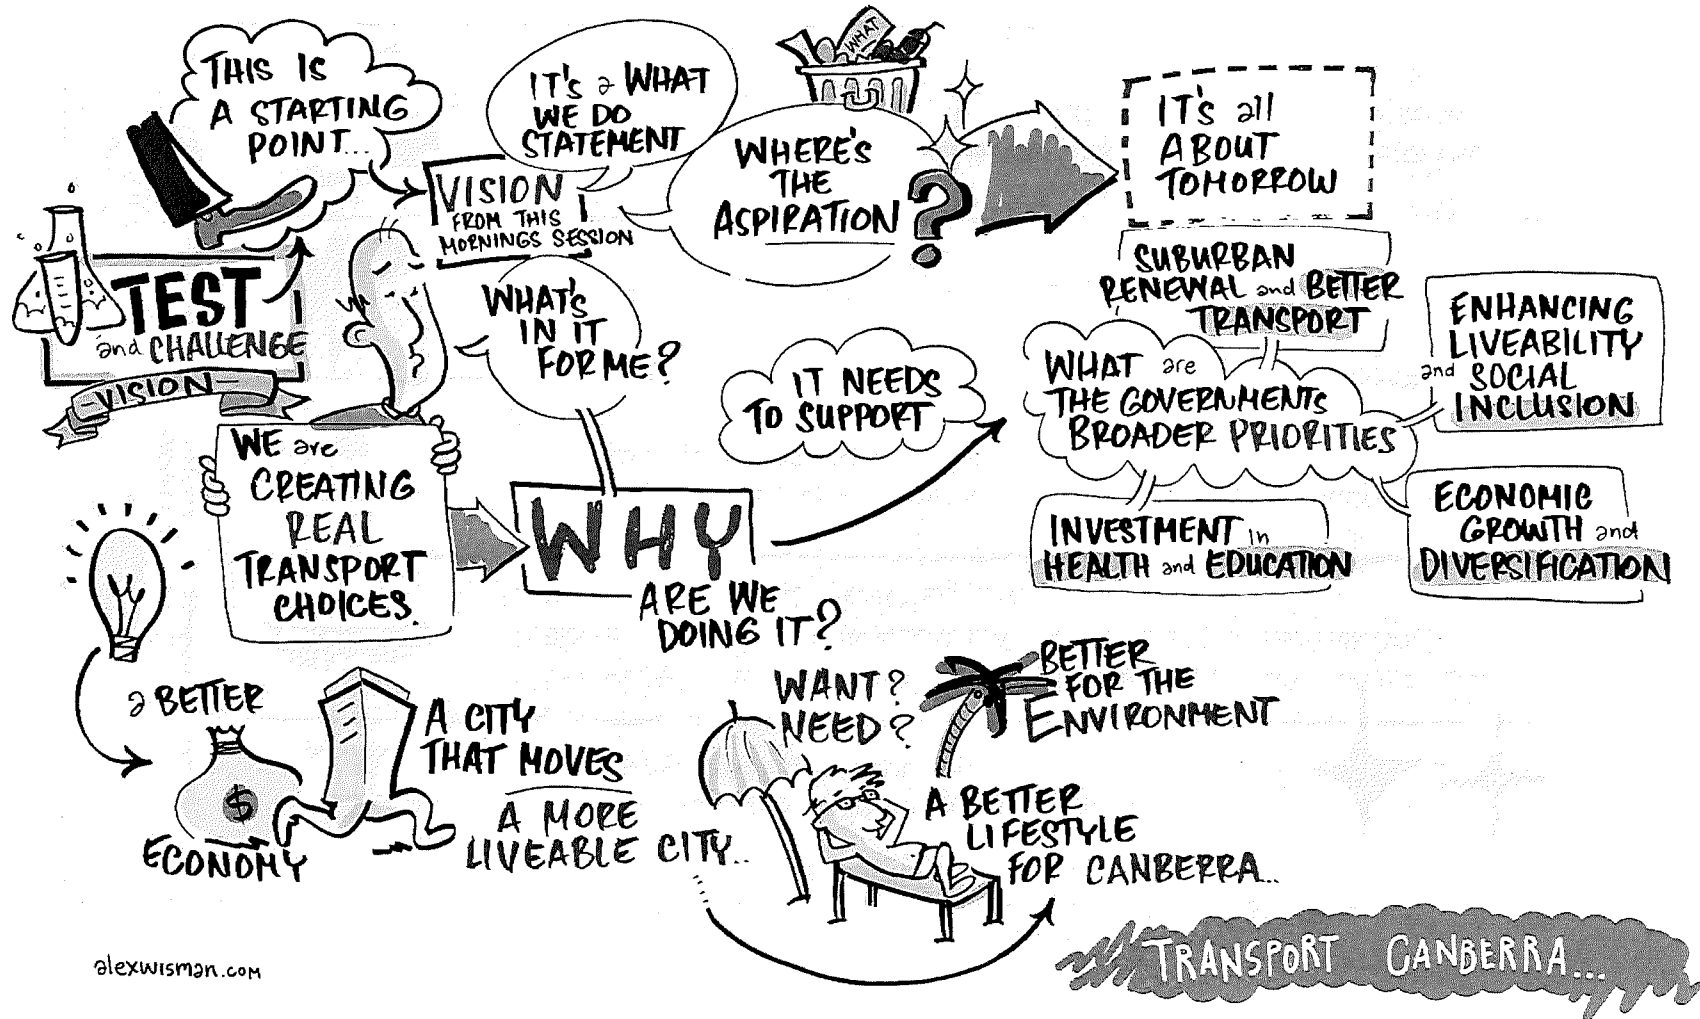 THIS IS
A STARTING
POINT...
IT'S a WHAT
WE DO
STATEMENT
WHAT
WHERE'S
THE
ASPIRATION
?
IT'S all
ABOUT
TOMORROW
VISION
FROM THIS
MORNINGS SESSION
TEST
and CHALLENGE
-VISION-
WHAT'S
IN IT
FOR ME?
IT NEEDS
TO SUPPORT
SUBURBAN
RENEWAL and BETTER
TRANSPORT
WHAT are
THE GOVERNMENTS
BROADER PRIORITIES
ENHANCING
LIVEABILITY
and SOCIAL
INCLUSION
INVESTMENT in
HEALTH and EDUCATION
ECONOMIC
GROWTH and
DIVERSIFICATION
WE are
CREATING
REAL
TRANSPORT
CHOICES.
WHY
ARE WE
DOING IT?
a BETTER
$
ECONOMY
A CITY
THAT MOVES
A MORE
LIVEABLE CITY..
WANT?
NEED?
BETTER
FOR THE
ENVIRONMENT
A BETTER
LIFESTYLE
FOR CANBERRA...
alexwisman.com
TRANSPORT CANBERRA...